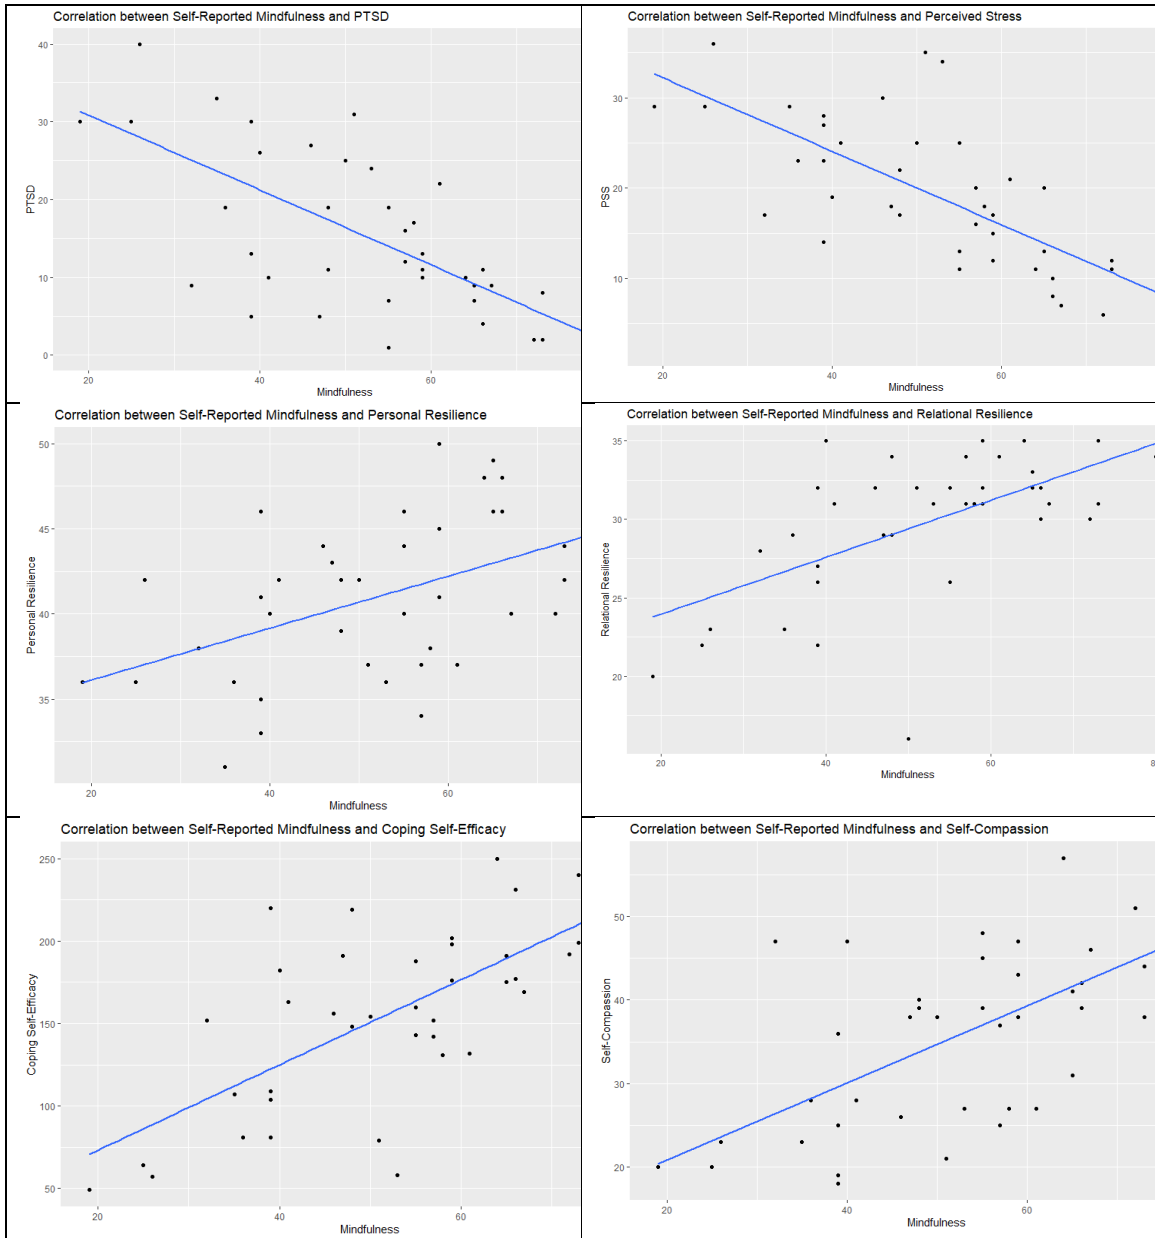 Correlation between Self-Reported Mindfulness and PTSD
40
30
20
10
0
PTSD
20 40 60
Mindfulness
Correlation between Self-Reported Mindfulness and Perceived Stress
30
20
10
PSS
20 40 60
Mindfulness
Correlation between Self-Reported Mindfulness and Personal Resilience
50
45
40
35
Personal Resilience
20 40 60
Mindfulness
Correlation between Self-Reported Mindfulness and Relational Resilience
35
30
25
20
Relational Resilience
20 40 60
Mindfulness
Correlation between Self-Reported Mindfulness and Coping Self-Efficacy
250
200
150
100
50
Coping Self-Efficacy
20 40 60
Mindfulness
Correlation between Self-Reported Mindfulness and Self-Compassion
50
40
30
20
Self-Compassion
20 40 60
Mindfulness